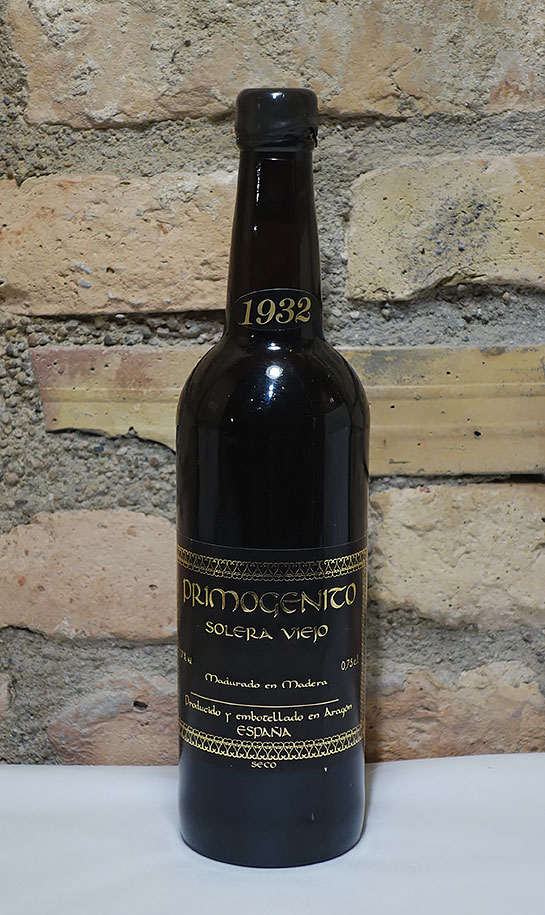 1932
PRIMOGENITO
SOLERA VIEJO
0,75 cl
Madurado en Madera
Producido y embotellado en Aragón
ESPAÑA
seco